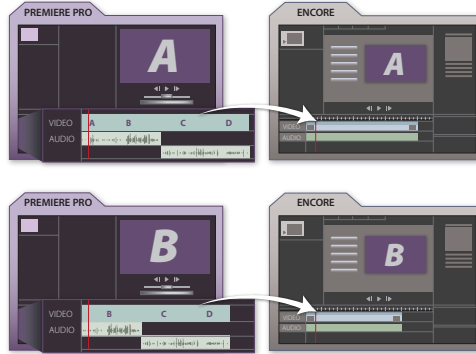 PREMIERE PRO
ENCORE
A
A
VIDEO A B C D
AUDIO
VIDEO
AUDIO
PREMIERE PRO
ENCORE
B
B
VIDEO B C D
AUDIO
VIDEO
AUDIO